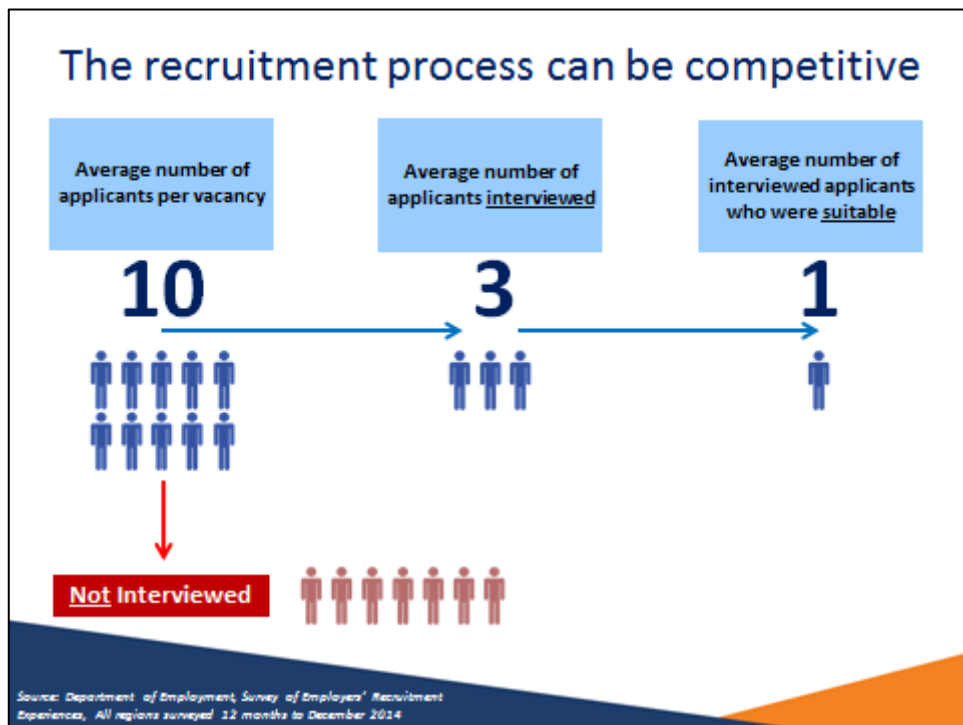 The recruitment process can be competitive
Average number of
applicants per vacancy
Average number of
applicants interviewed
Average number of
interviewed applicants
who were suitable
10
3
1
Not Interviewed
Source: Department of Employment, Survey of Employers' Recruitment
Experiences, All regions surveyed 12 months to December 2014